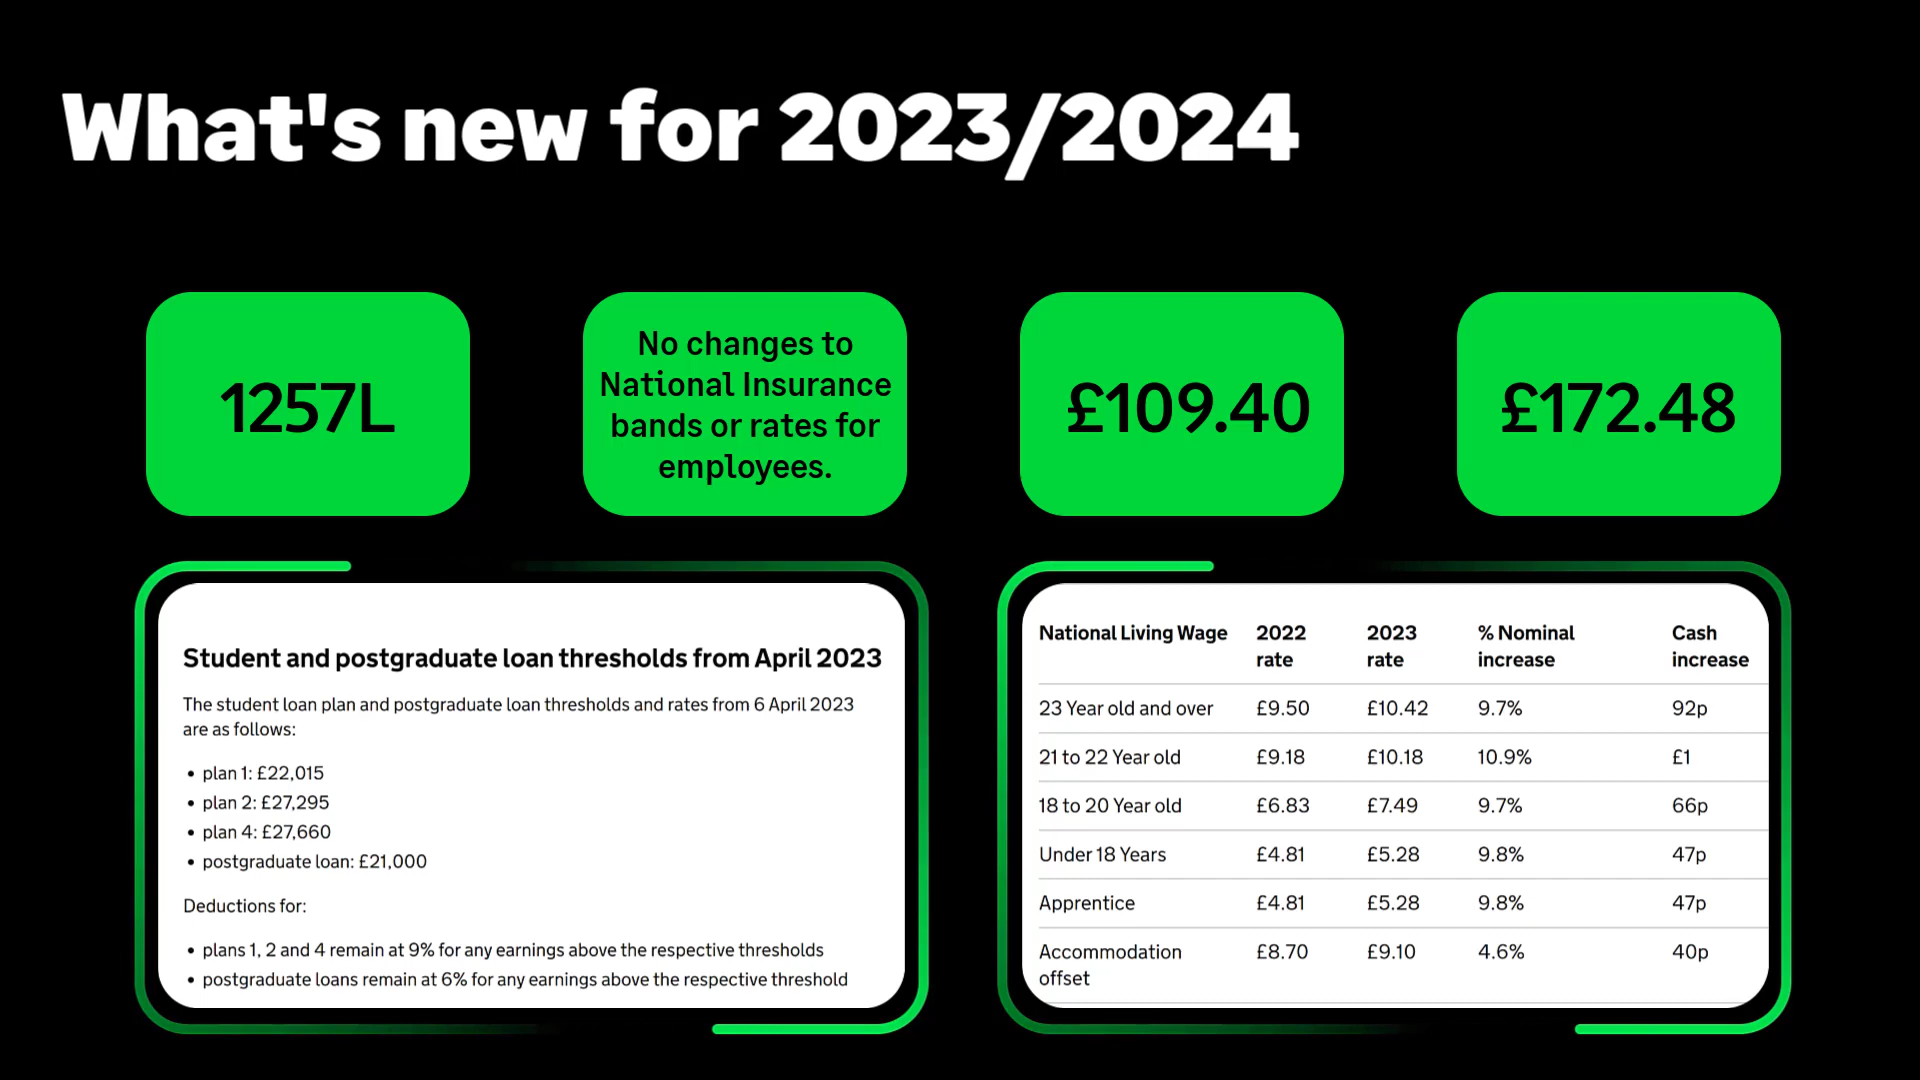 What's new for 2023/2024
1257L
No changes to
National Insurance
bands or rates for
employees.
£109.40
£172.48
Student and postgraduate loan thresholds from April 2023
The student loan plan and postgraduate loan thresholds and rates from 6 April 2023
are as follows:
• plan 1: £22,015
• plan 2: £27,295
• plan 4: £27,660
• postgraduate loan: £21,000
Deductions for:
• plans 1, 2 and 4 remain at 9% for any earnings above the respective thresholds
• postgraduate loans remain at 6% for any earnings above the respective threshold
National Living Wage 2022 rate 2023 rate % Nominal increase Cash increase
23 Year old and over £9.50 £10.42 9.7% 92p
21 to 22 Year old £9.18 £10.18 10.9% £1
18 to 20 Year old £6.83 £7.49 9.7% 66p
Under 18 Years £4.81 £5.28 9.8% 47p
Apprentice £4.81 £5.28 9.8% 47p
Accommodation offset £8.70 £9.10 4.6% 40p